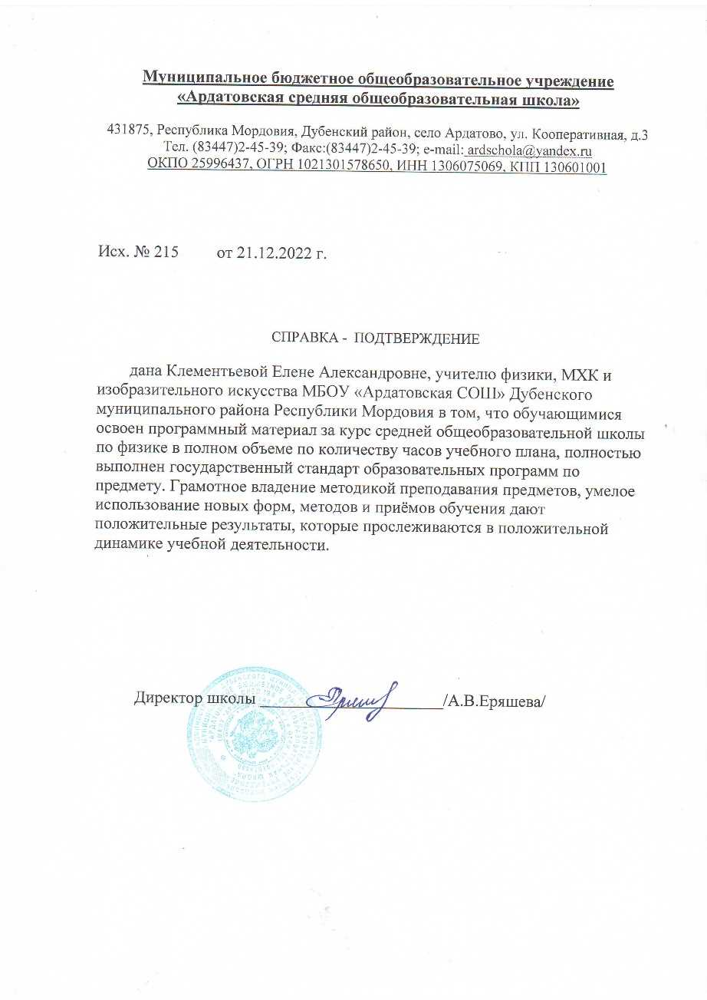 Муниципальное бюджетное общеобразовательное учреждение
«Ардатовская средняя общеобразовательная школа»
431875, Республика Мордовия, Дубенский район, село Ардатово, ул. Кооперативная, д.3
Тел. (83447)2-45-39; Факс:(83447)2-45-39; e-mail: ardschola@yandex.ru
ОКПО 25996437, ОГРН 1021301578650, ИНН 1306075069, КПП 130601001
Исх. № 215 от 21.12.2022 г.
СПРАВКА - ПОДТВЕРЖДЕНИЕ
дана Клементьевой Елене Александровне, учителю физики, МХК и
изобразительного искусства МБОУ «Ардатовская СОШ» Дубенского
муниципального района Республики Мордовия в том, что обучающимися
освоен программный материал за курс средней общеобразовательной школы
по физике в полном объеме по количеству часов учебного плана, полностью
выполнен государственный стандарт образовательных программ по
предмету. Грамотное владение методикой преподавания предметов, умелое
использование новых форм, методов и приёмов обучения дают
положительные результаты, которые прослеживаются в положительной
динамике учебной деятельности.
Директор школы ______________________/А.В.Еряшева/